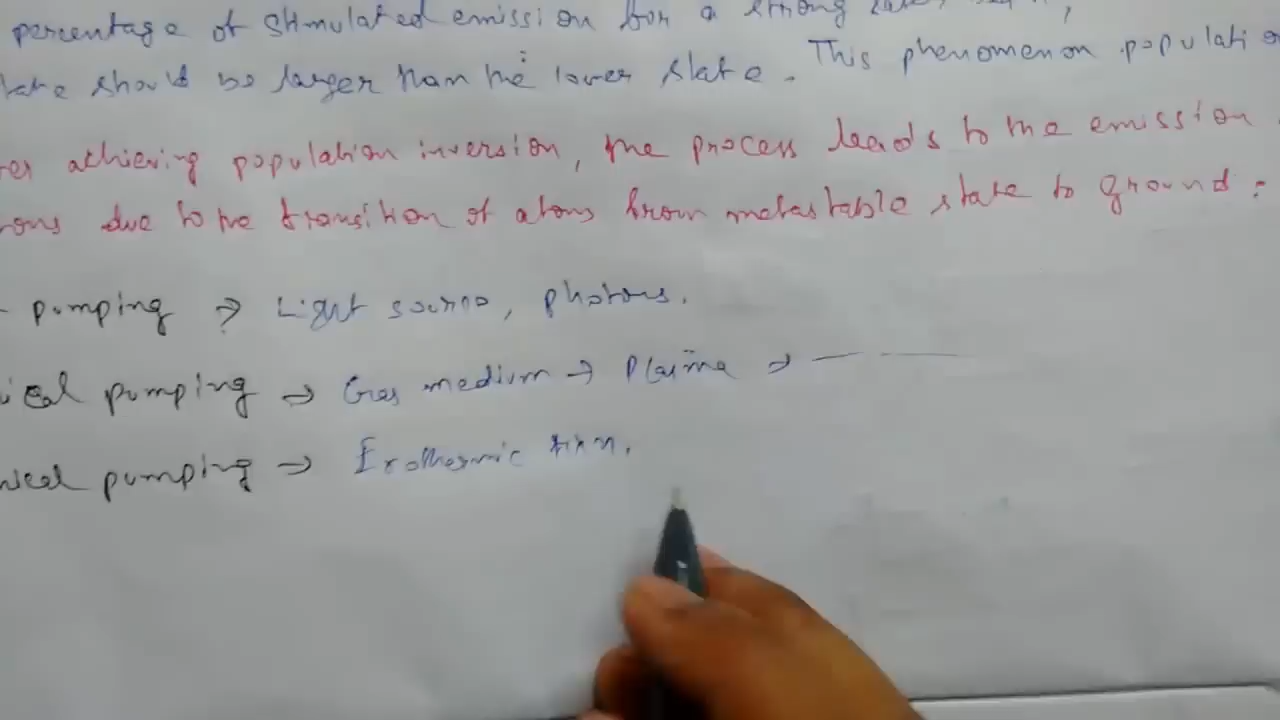 percentage of stimulated emission for a strong
should be larger than the lower state. This phenomenon populatio
achieving population inversion, the process leads to the emission
due to the transition of atoms from metastable state to ground
pumping → Light source, photons.
ical pumping → Gas medium → Plasma →
pumping → Exothermic rxn.